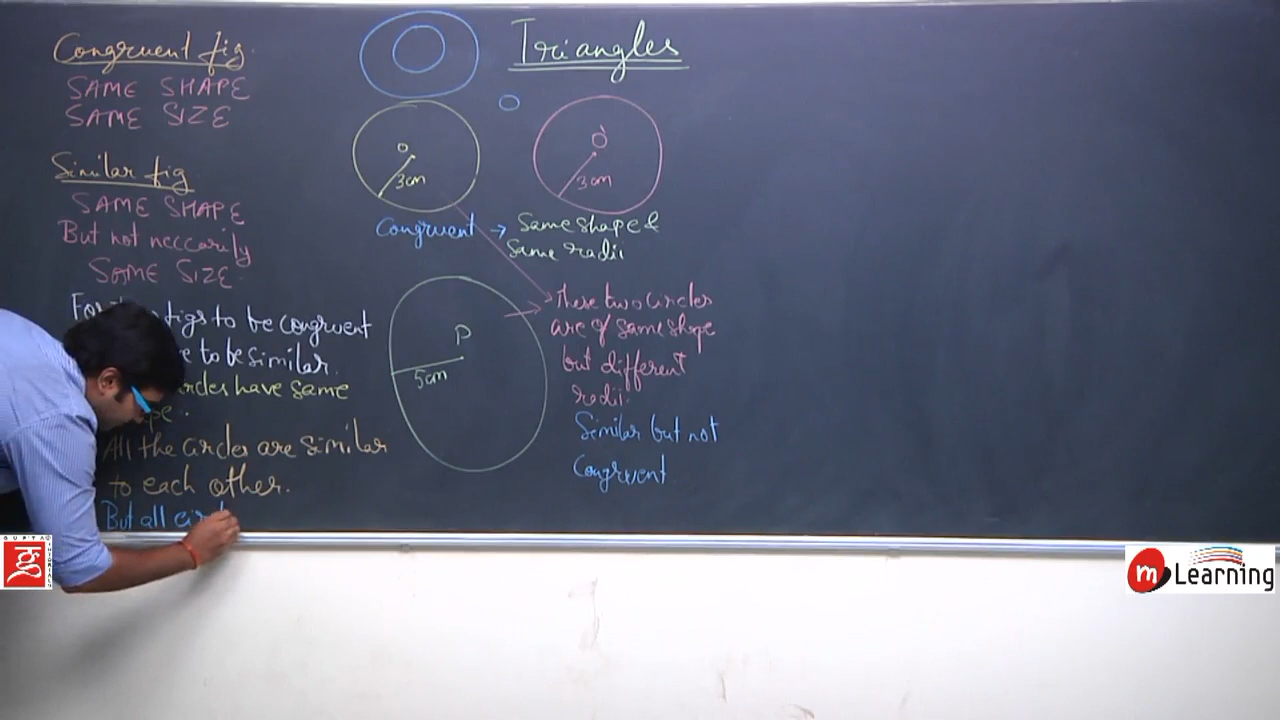 Congruent fig.
SAME SHAPE
SAME SIZE
Similar fig
SAME SHAPE
But not neccarily
SAME SIZE.
For figs to be congruent
to be similar.
circles have same
All the circles are similar
to each other.
But all
Triangles
O
3cm
O'
3cm
Congruent → Same shape &
Same radii
P
5cm
These two circles
are of same shape
but different
radii.
Similar but not
Congruent
GUPTA TUTORIALS
m Learning